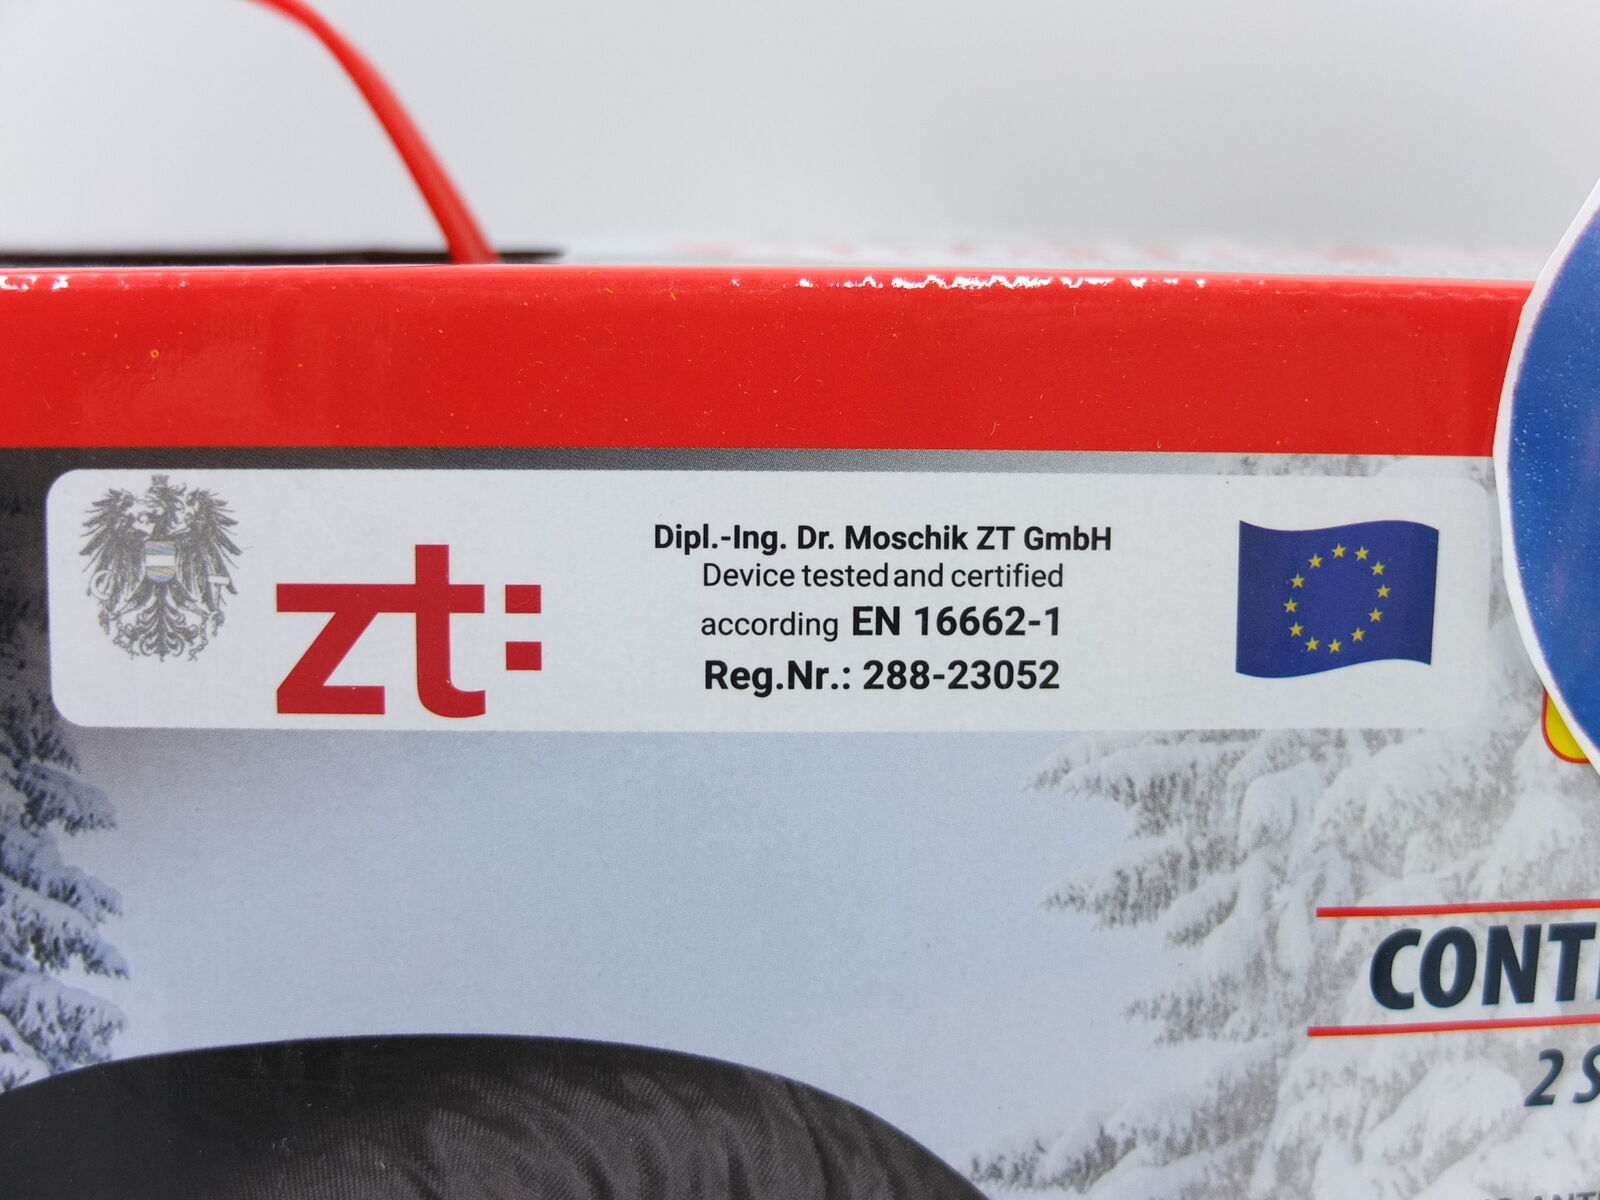 zt:
Dipl.-Ing. Dr. Moschik ZT GmbH
Device tested and certified
according EN 16662-1
Reg.Nr.: 288-23052